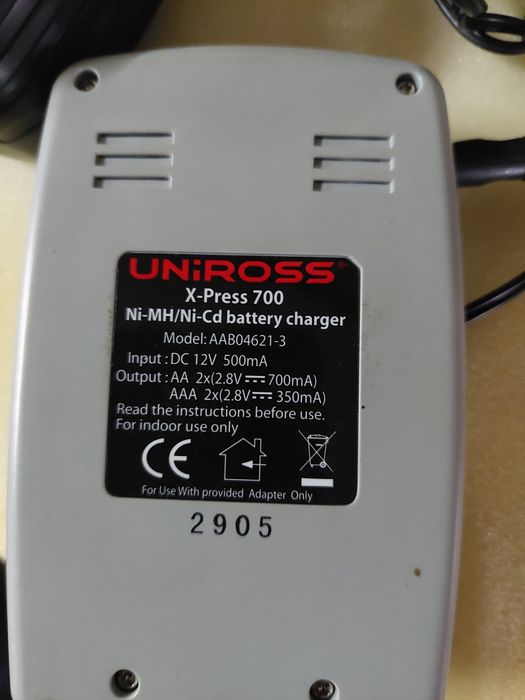 UNiROSS®
X-Press 700
Ni-MH/Ni-Cd battery charger
Model: AAB04621-3
Input : DC 12V 500mA
Output : AA 2x(2.8V⎓700mA)
AAA 2x(2.8V⎓ 350mA)
Read the instructions before use.
For indoor use only
CE
For Use With provided Adapter Only
2905